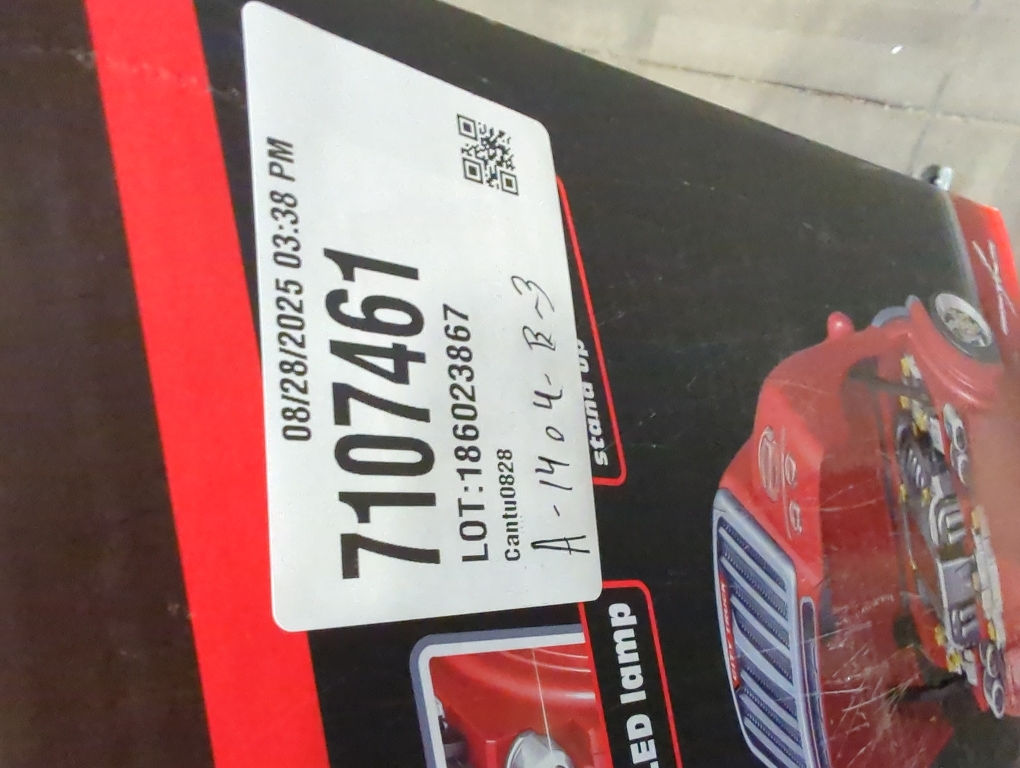 08/28/2025 03:38 PM
7107461
LOT:186023867
Cantu0828
A-1404-B-3
stand up
LED lamp